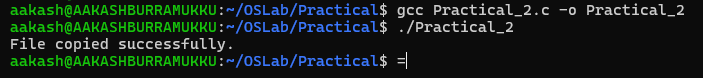 aakash@AAKASHBURRAMUKKU:~/OSLab/Practical$ gcc Practical_2.c -o Practical_2
aakash@AAKASHBURRAMUKKU:~/OSLab/Practical$ ./Practical_2
File copied successfully.
aakash@AAKASHBURRAMUKKU:~/OSLab/Practical$ =